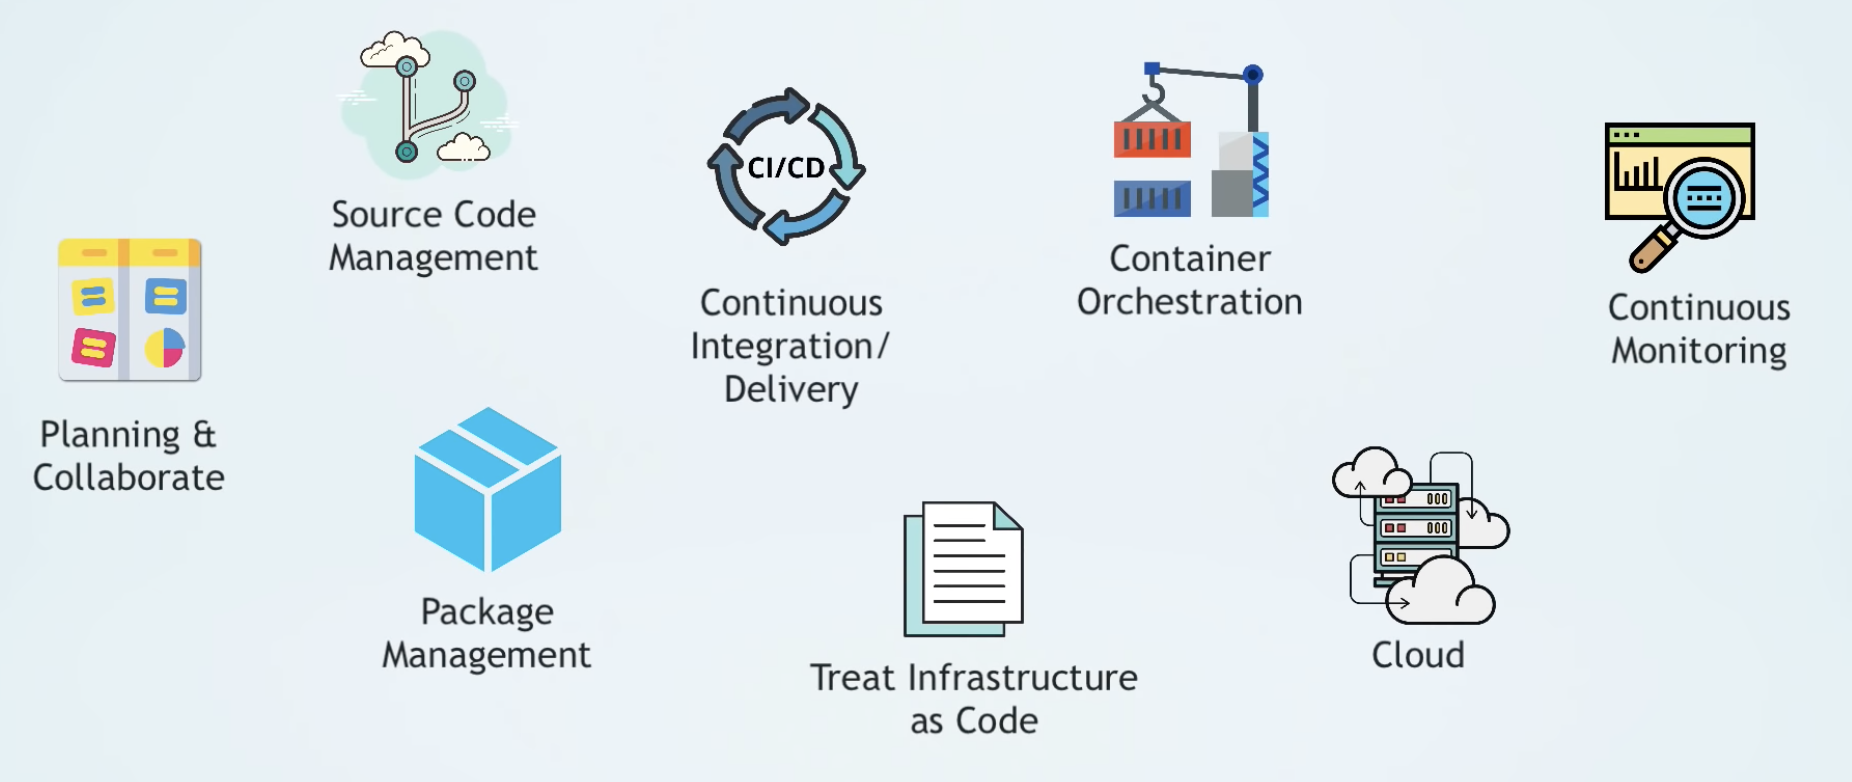 Planning &
Collaborate
Source Code
Management
Package
Management
CI/CD
Continuous
Integration/
Delivery
Treat Infrastructure
as Code
Container
Orchestration
Cloud
Continuous
Monitoring